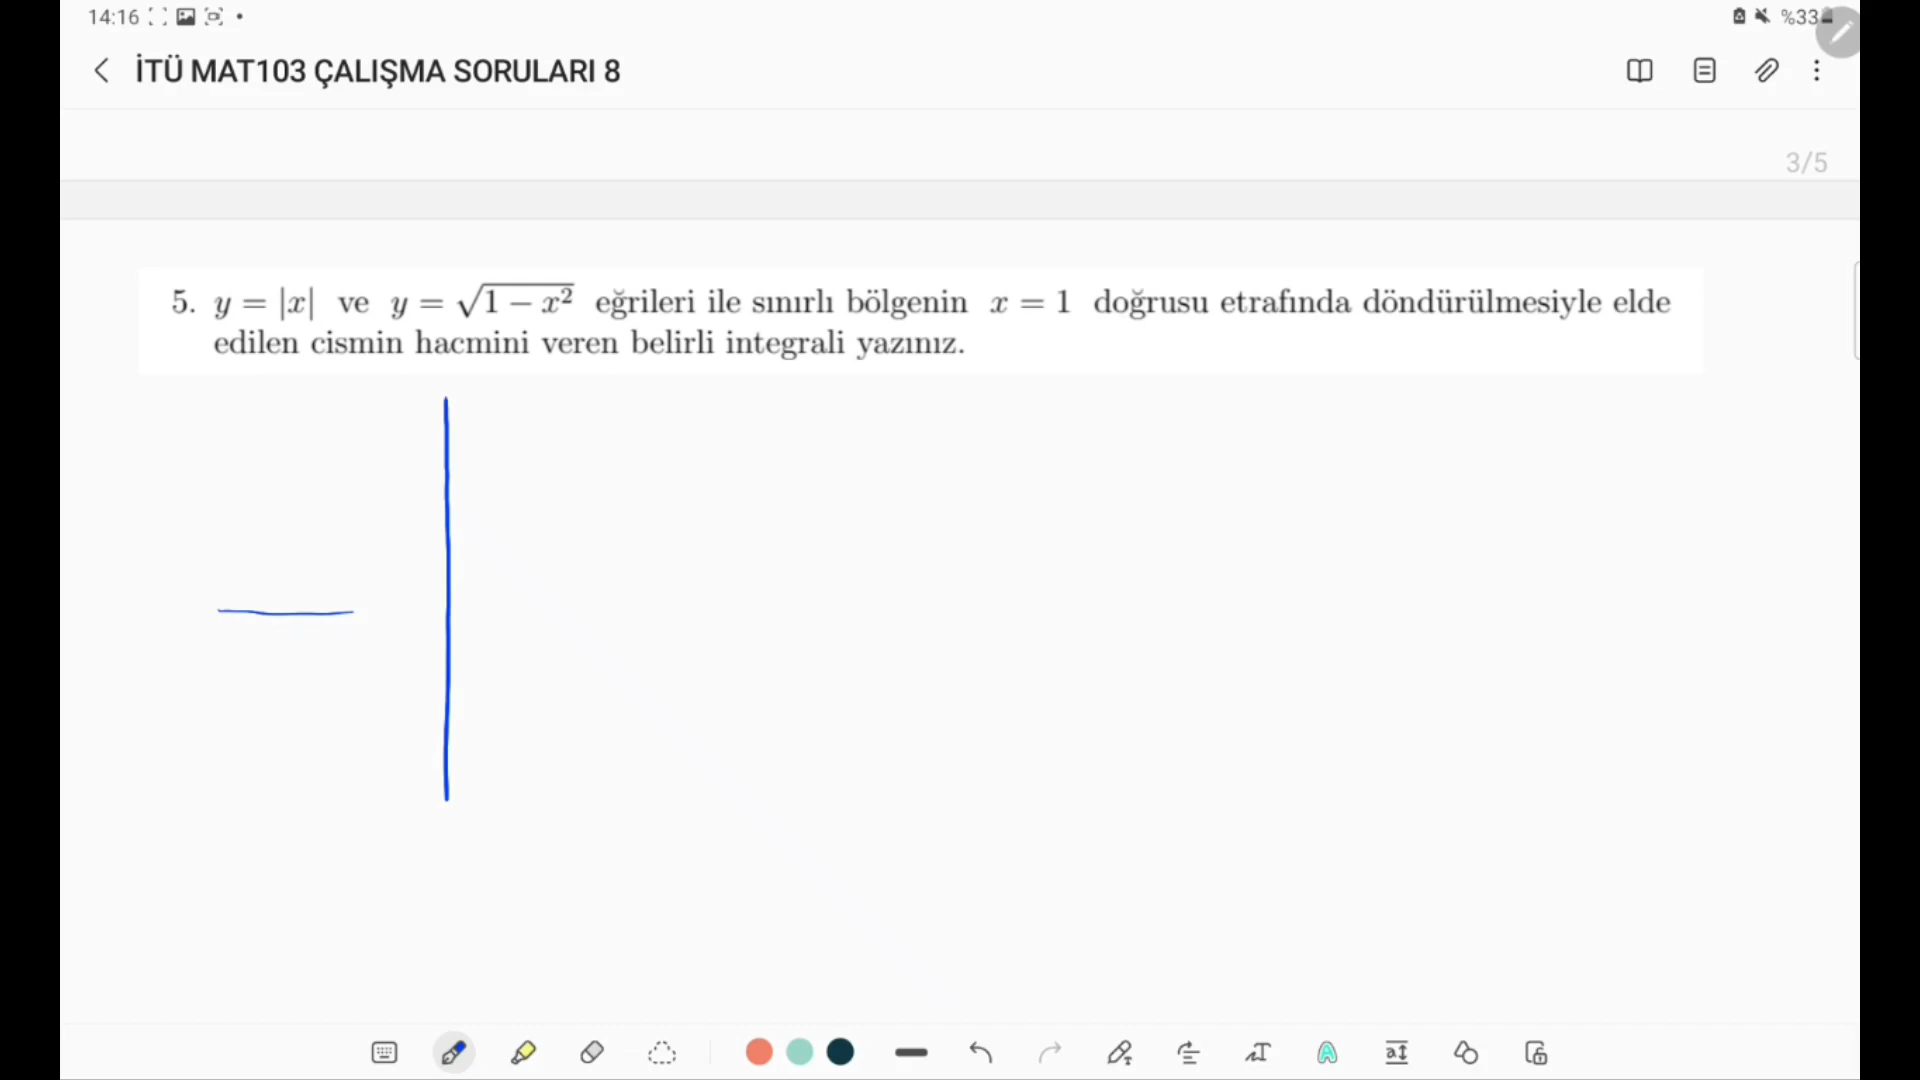 14:16
%33
İTÜ MAT103 ÇALIŞMA SORULARI 8
3/5
5. y = |x| ve y = √(1 − x²) eğrileri ile sınırlı bölgenin x = 1 doğrusu etrafında döndürülmesiyle elde
edilen cismin hacmini veren belirli integrali yazınız.